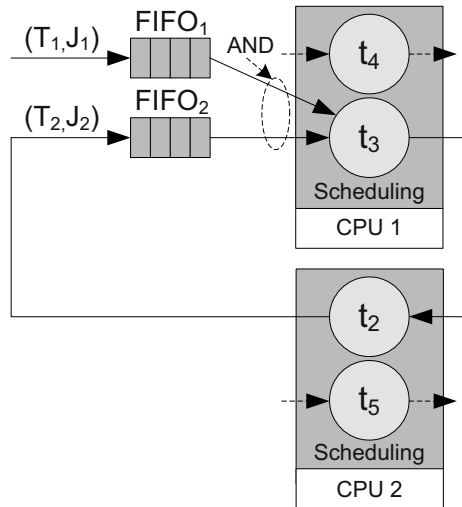 (T₁,J₁)
FIFO₁
AND
t₄
(T₂,J₂)
FIFO₂
t₃
Scheduling
CPU 1
t₂
t₅
Scheduling
CPU 2